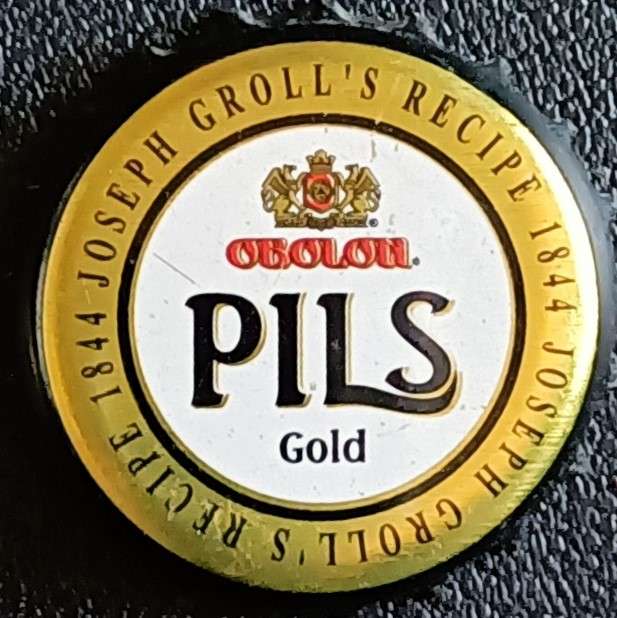 JOSEPH GROLL'S RECIPE 1844 JOSEPH GROLL'S RECIPE 1844
OBOLON
PILS
Gold